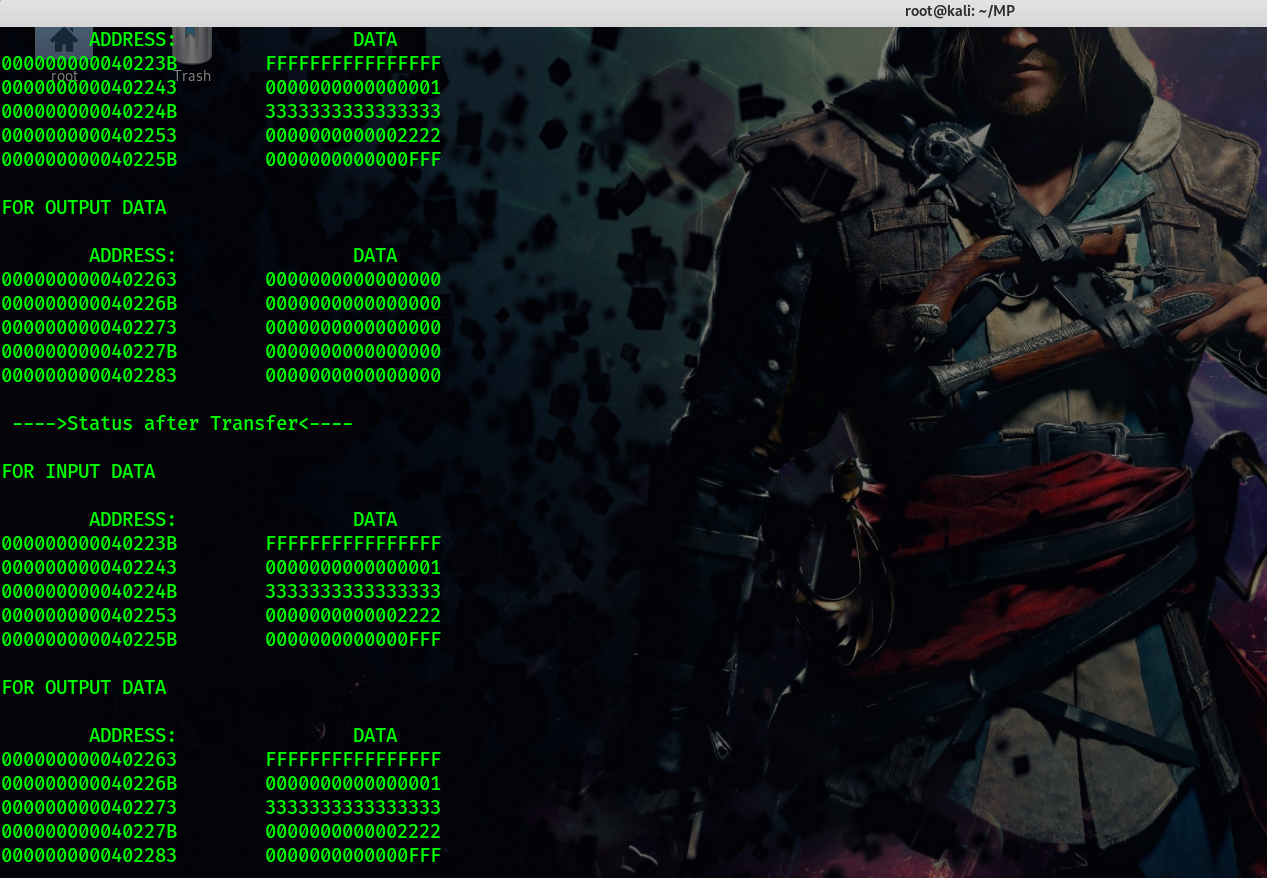 root@kali: ~/MP
ADDRESS: DATA
000000000040223B FFFFFFFFFFFFFFFF
root Trash
0000000000402243 0000000000000001
000000000040224B 3333333333333333
0000000000402253 0000000000002222
000000000040225B 0000000000000FFF
FOR OUTPUT DATA
ADDRESS: DATA
0000000000402263 0000000000000000
000000000040226B 0000000000000000
0000000000402273 0000000000000000
000000000040227B 0000000000000000
0000000000402283 0000000000000000
---->Status after Transfer<----
FOR INPUT DATA
ADDRESS: DATA
000000000040223B FFFFFFFFFFFFFFFF
0000000000402243 0000000000000001
000000000040224B 3333333333333333
0000000000402253 0000000000002222
000000000040225B 0000000000000FFF
FOR OUTPUT DATA
ADDRESS: DATA
0000000000402263 FFFFFFFFFFFFFFFF
000000000040226B 0000000000000001
0000000000402273 3333333333333333
000000000040227B 0000000000002222
0000000000402283 0000000000000FFF